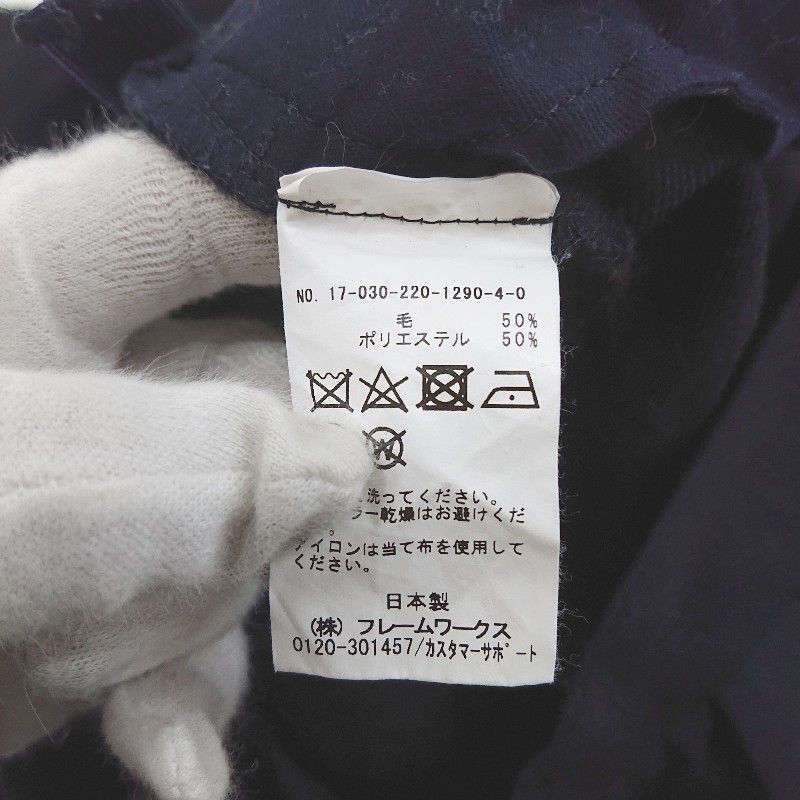 NO. 17-030-220-1290-4-0
毛 50%
ポリエステル 50%
W
洗ってください。
ラー乾燥はお避けくだ
。
アイロンは当て布を使用して
ください。
日本製
(株) フレームワークス
0120-301457/カスタマーサポート